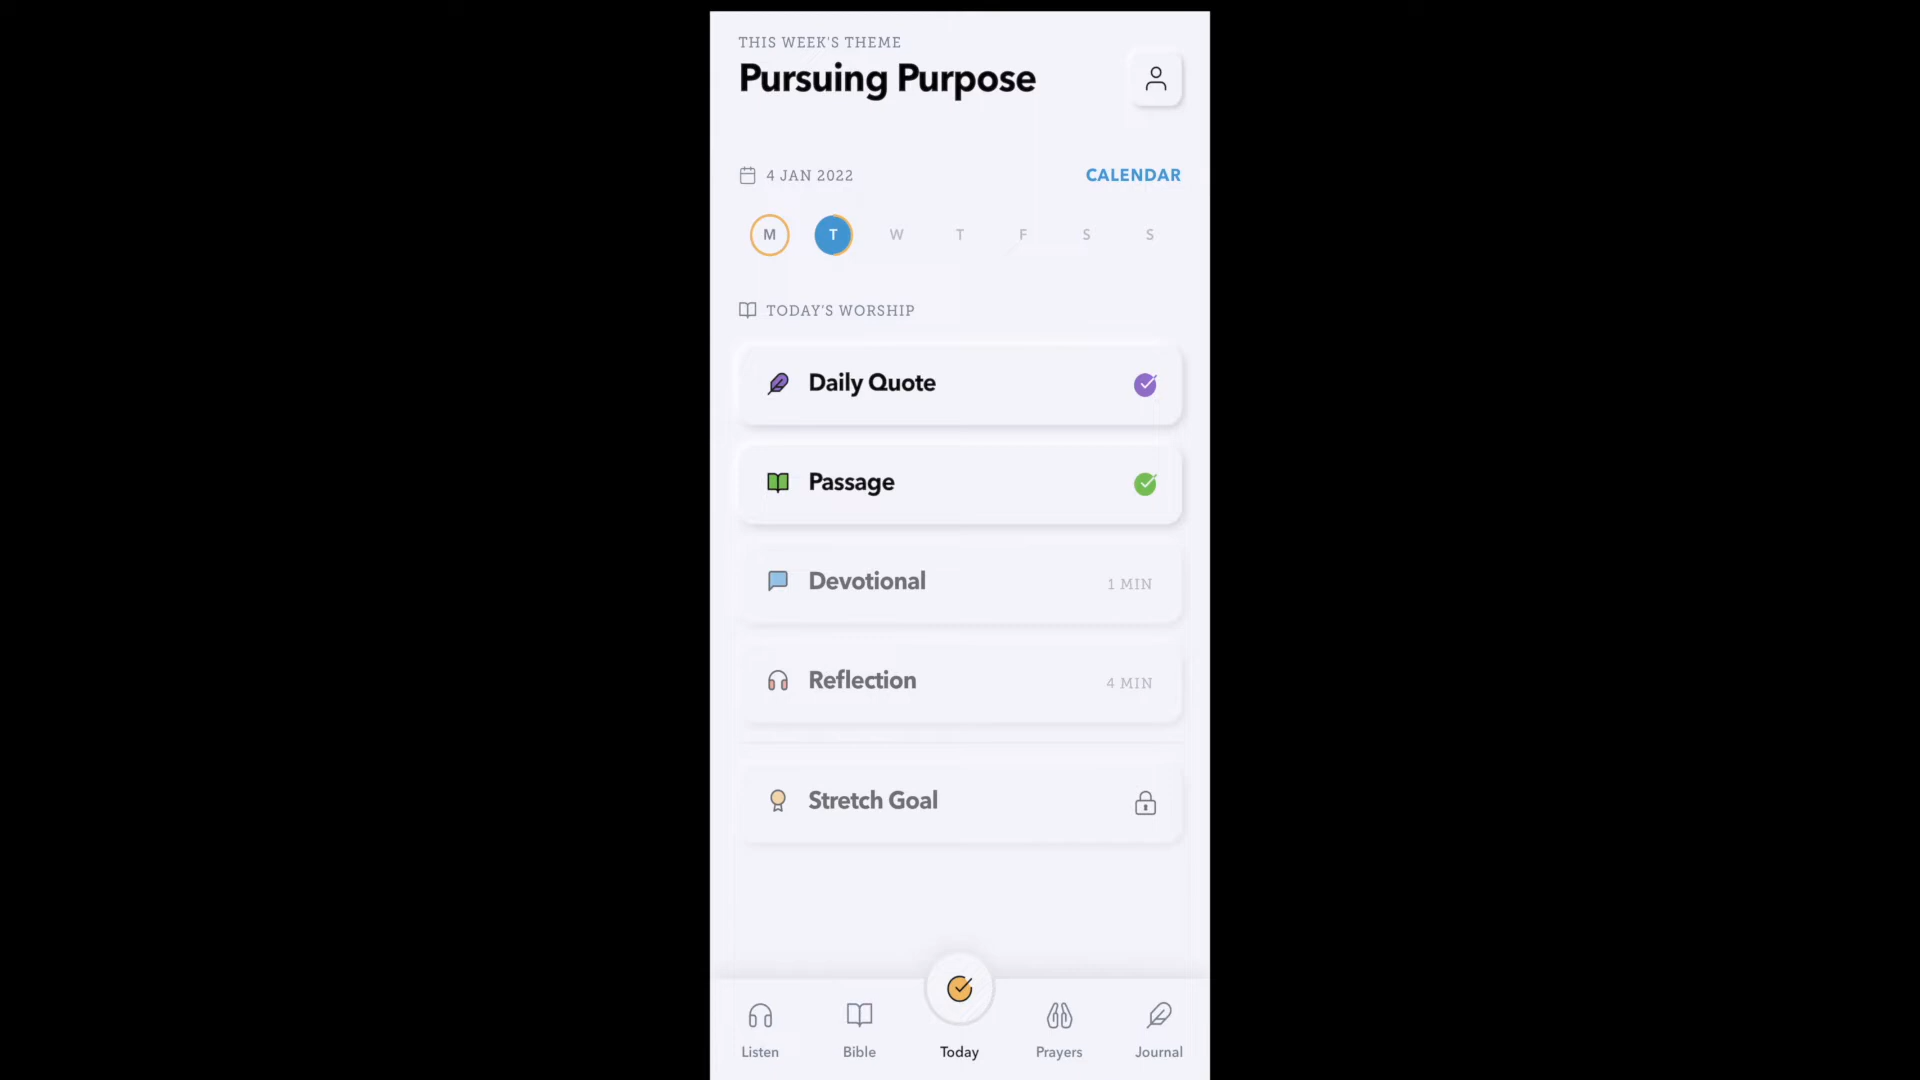 THIS WEEK'S THEME
Pursuing Purpose
4 JAN 2022
CALENDAR
M T W T F S S
TODAY'S WORSHIP
Daily Quote
Passage
Devotional
1 MIN
Reflection
4 MIN
Stretch Goal
Listen
Bible
Today
Prayers
Journal